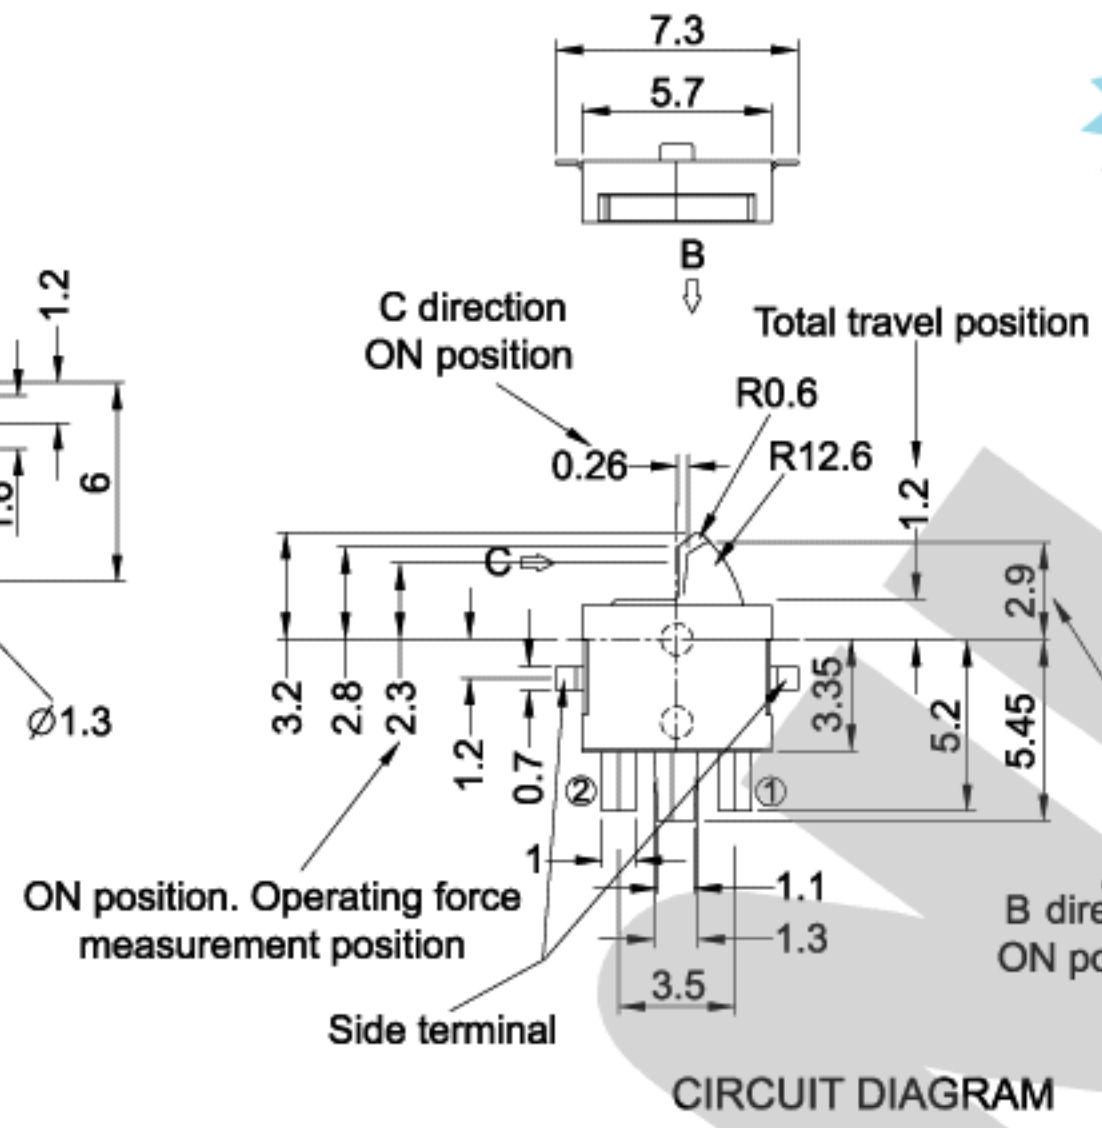 7.3
5.7
B
1.2
C direction
ON position
Total travel position
R0.6
0.26
R12.6
6
1.2
C
2.9
3.2
2.8
2.3
1.2
0.7
3.35
5.2
5.45
Ø1.3
②
①
1
ON position. Operating force
measurement position
1.1
1.3
3.5
B
ON
Side terminal
CIRCUIT DIAGRAM